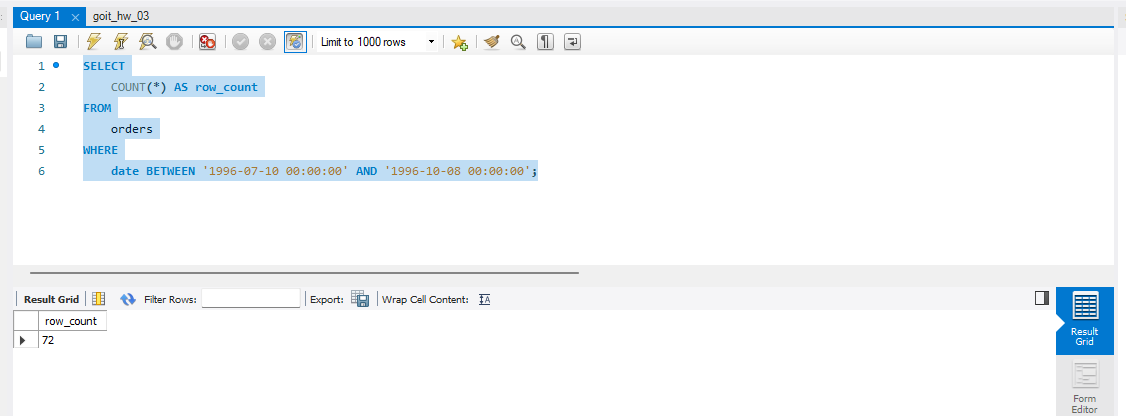 Query 1 × goit_hw_03
Limit to 1000 rows
1 SELECT
2 COUNT(*) AS row_count
3 FROM
4 orders
5 WHERE
6 date BETWEEN '1996-07-10 00:00:00' AND '1996-10-08 00:00:00';
Result Grid Filter Rows: Export: Wrap Cell Content: IA
row_count
72
Result
Grid
Form
Editor